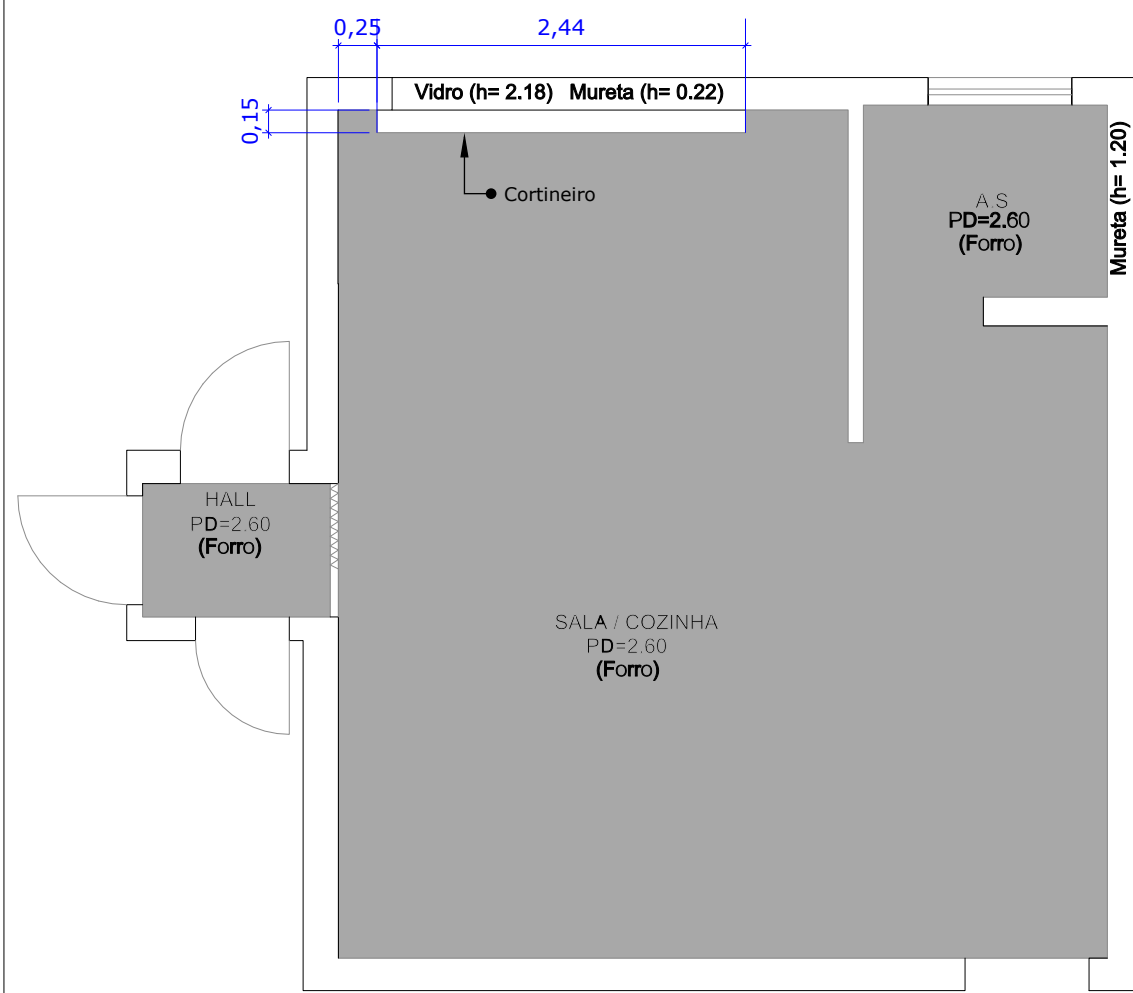 0,25
2,44
Vidro (h= 2.18) Mureta (h= 0.22)
0,15
Cortineiro
Mureta (h= 1.20)
A.S
PD=2.60
(Forro)
HALL
PD=2.60
(Forro)
SALA / COZINHA
PD=2.60
(Forro)